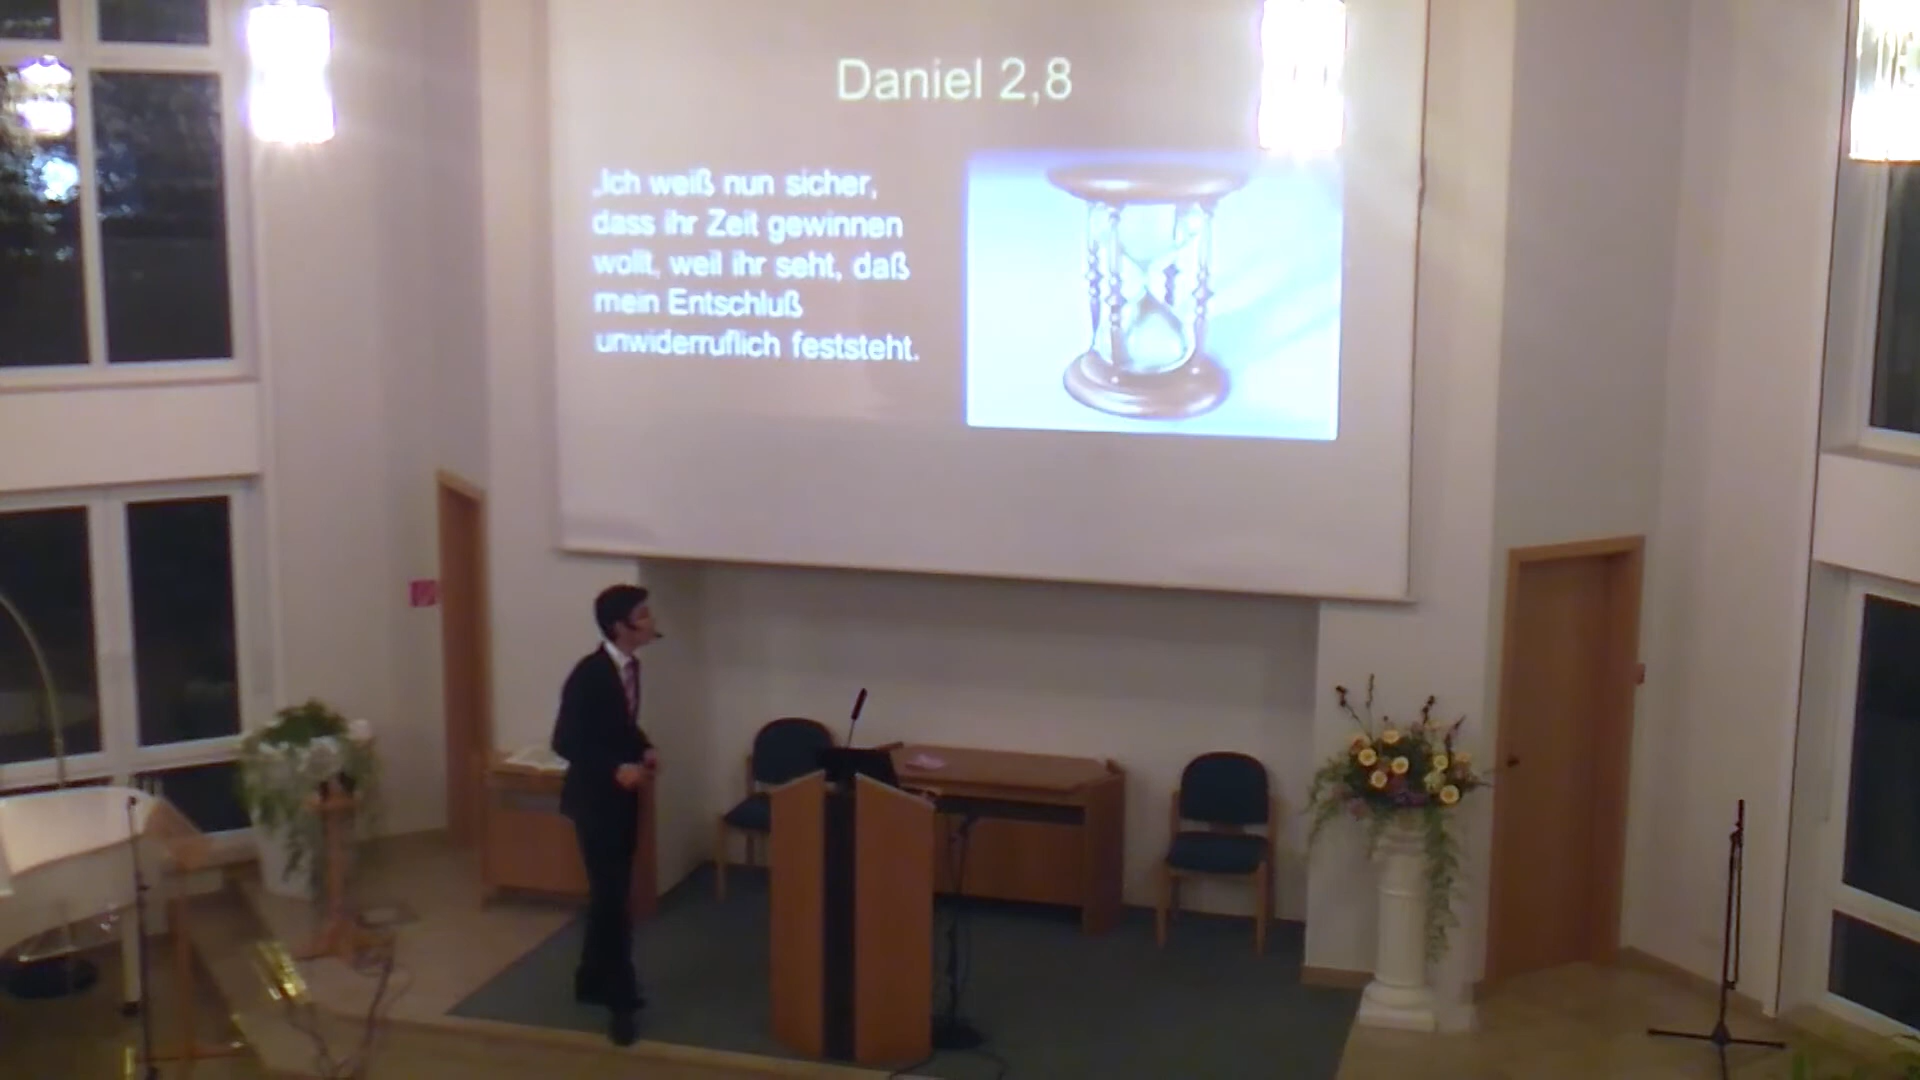 Daniel 2,8
„Ich weiß nun sicher,
dass ihr Zeit gewinnen
wollt, weil ihr seht, daß
mein Entschluß
unwiderruflich feststeht.